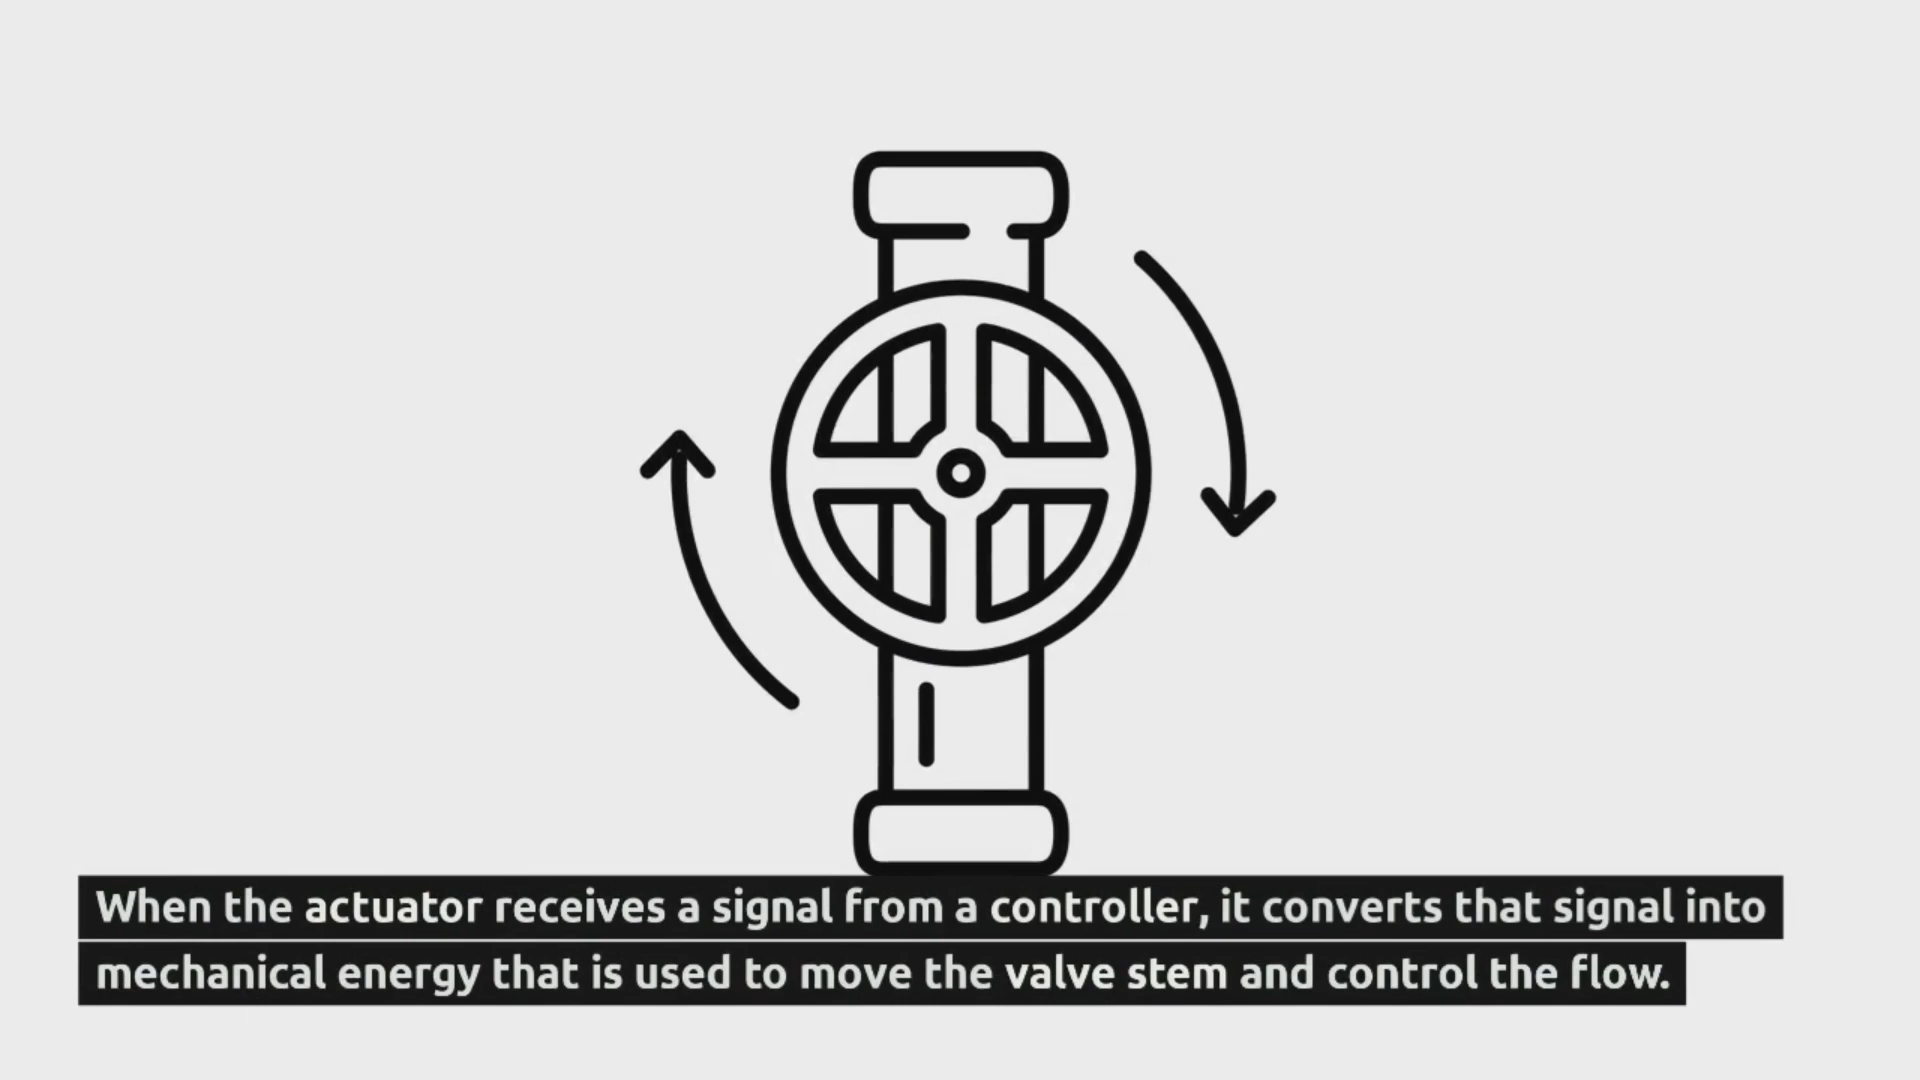 When the actuator receives a signal from a controller, it converts that signal into
mechanical energy that is used to move the valve stem and control the flow.